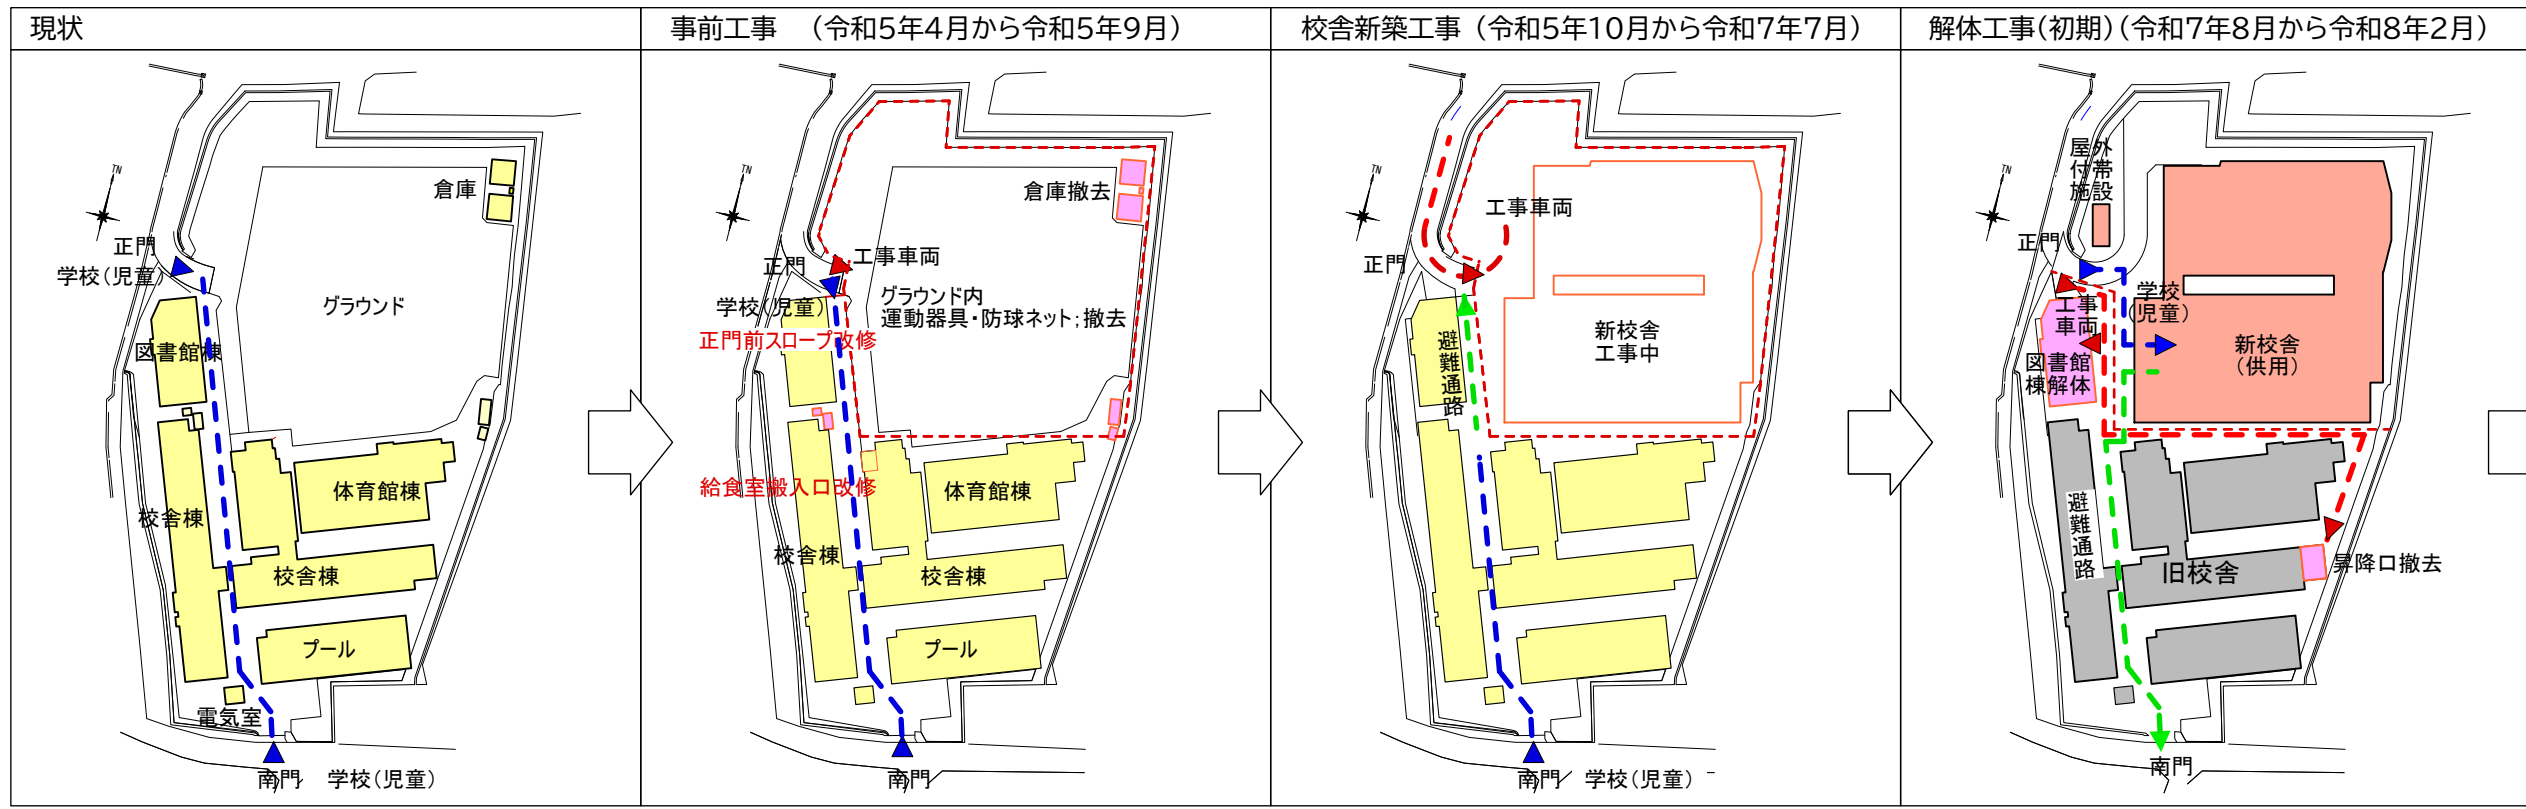 現状
TN
倉庫
正門
学校(児童)
グラウンド
図書館棟
体育館棟
校舎棟
校舎棟
プール
電気室
南門 学校(児童)
事前工事 (令和5年4月から令和5年9月)
TN
倉庫撤去
工事車両
正門
学校(児童)
グラウンド内
運動器具・防球ネット;撤去
正門前スロープ改修
給食室搬入口改修
体育館棟
校舎棟
校舎棟
プール
南門
校舎新築工事 (令和5年10月から令和7年7月)
TN
工事車両
正門
新校舎
工事中
避難通路
南門 学校(児童)
解体工事(初期)(令和7年8月から令和8年2月)
屋外
付帯
施設
TN
正門
学校
(児童)
工事
車両
新校舎
(供用)
図書館
棟解体
避難通路
旧校舎
昇降口撤去
南門